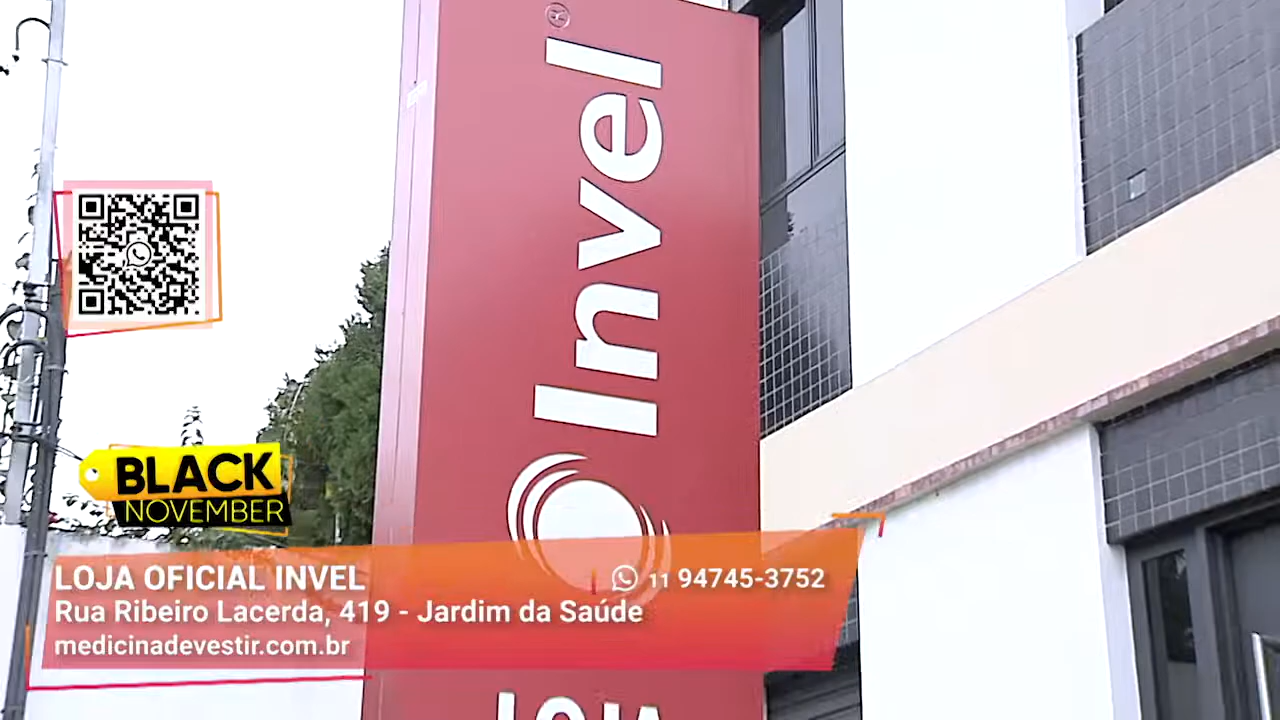 Invel®
BLACK
NOVEMBER
LOJA OFICIAL INVEL
11 94745-3752
Rua Ribeiro Lacerda, 419 - Jardim da Saúde
medicinadevestir.com.br
LOJA